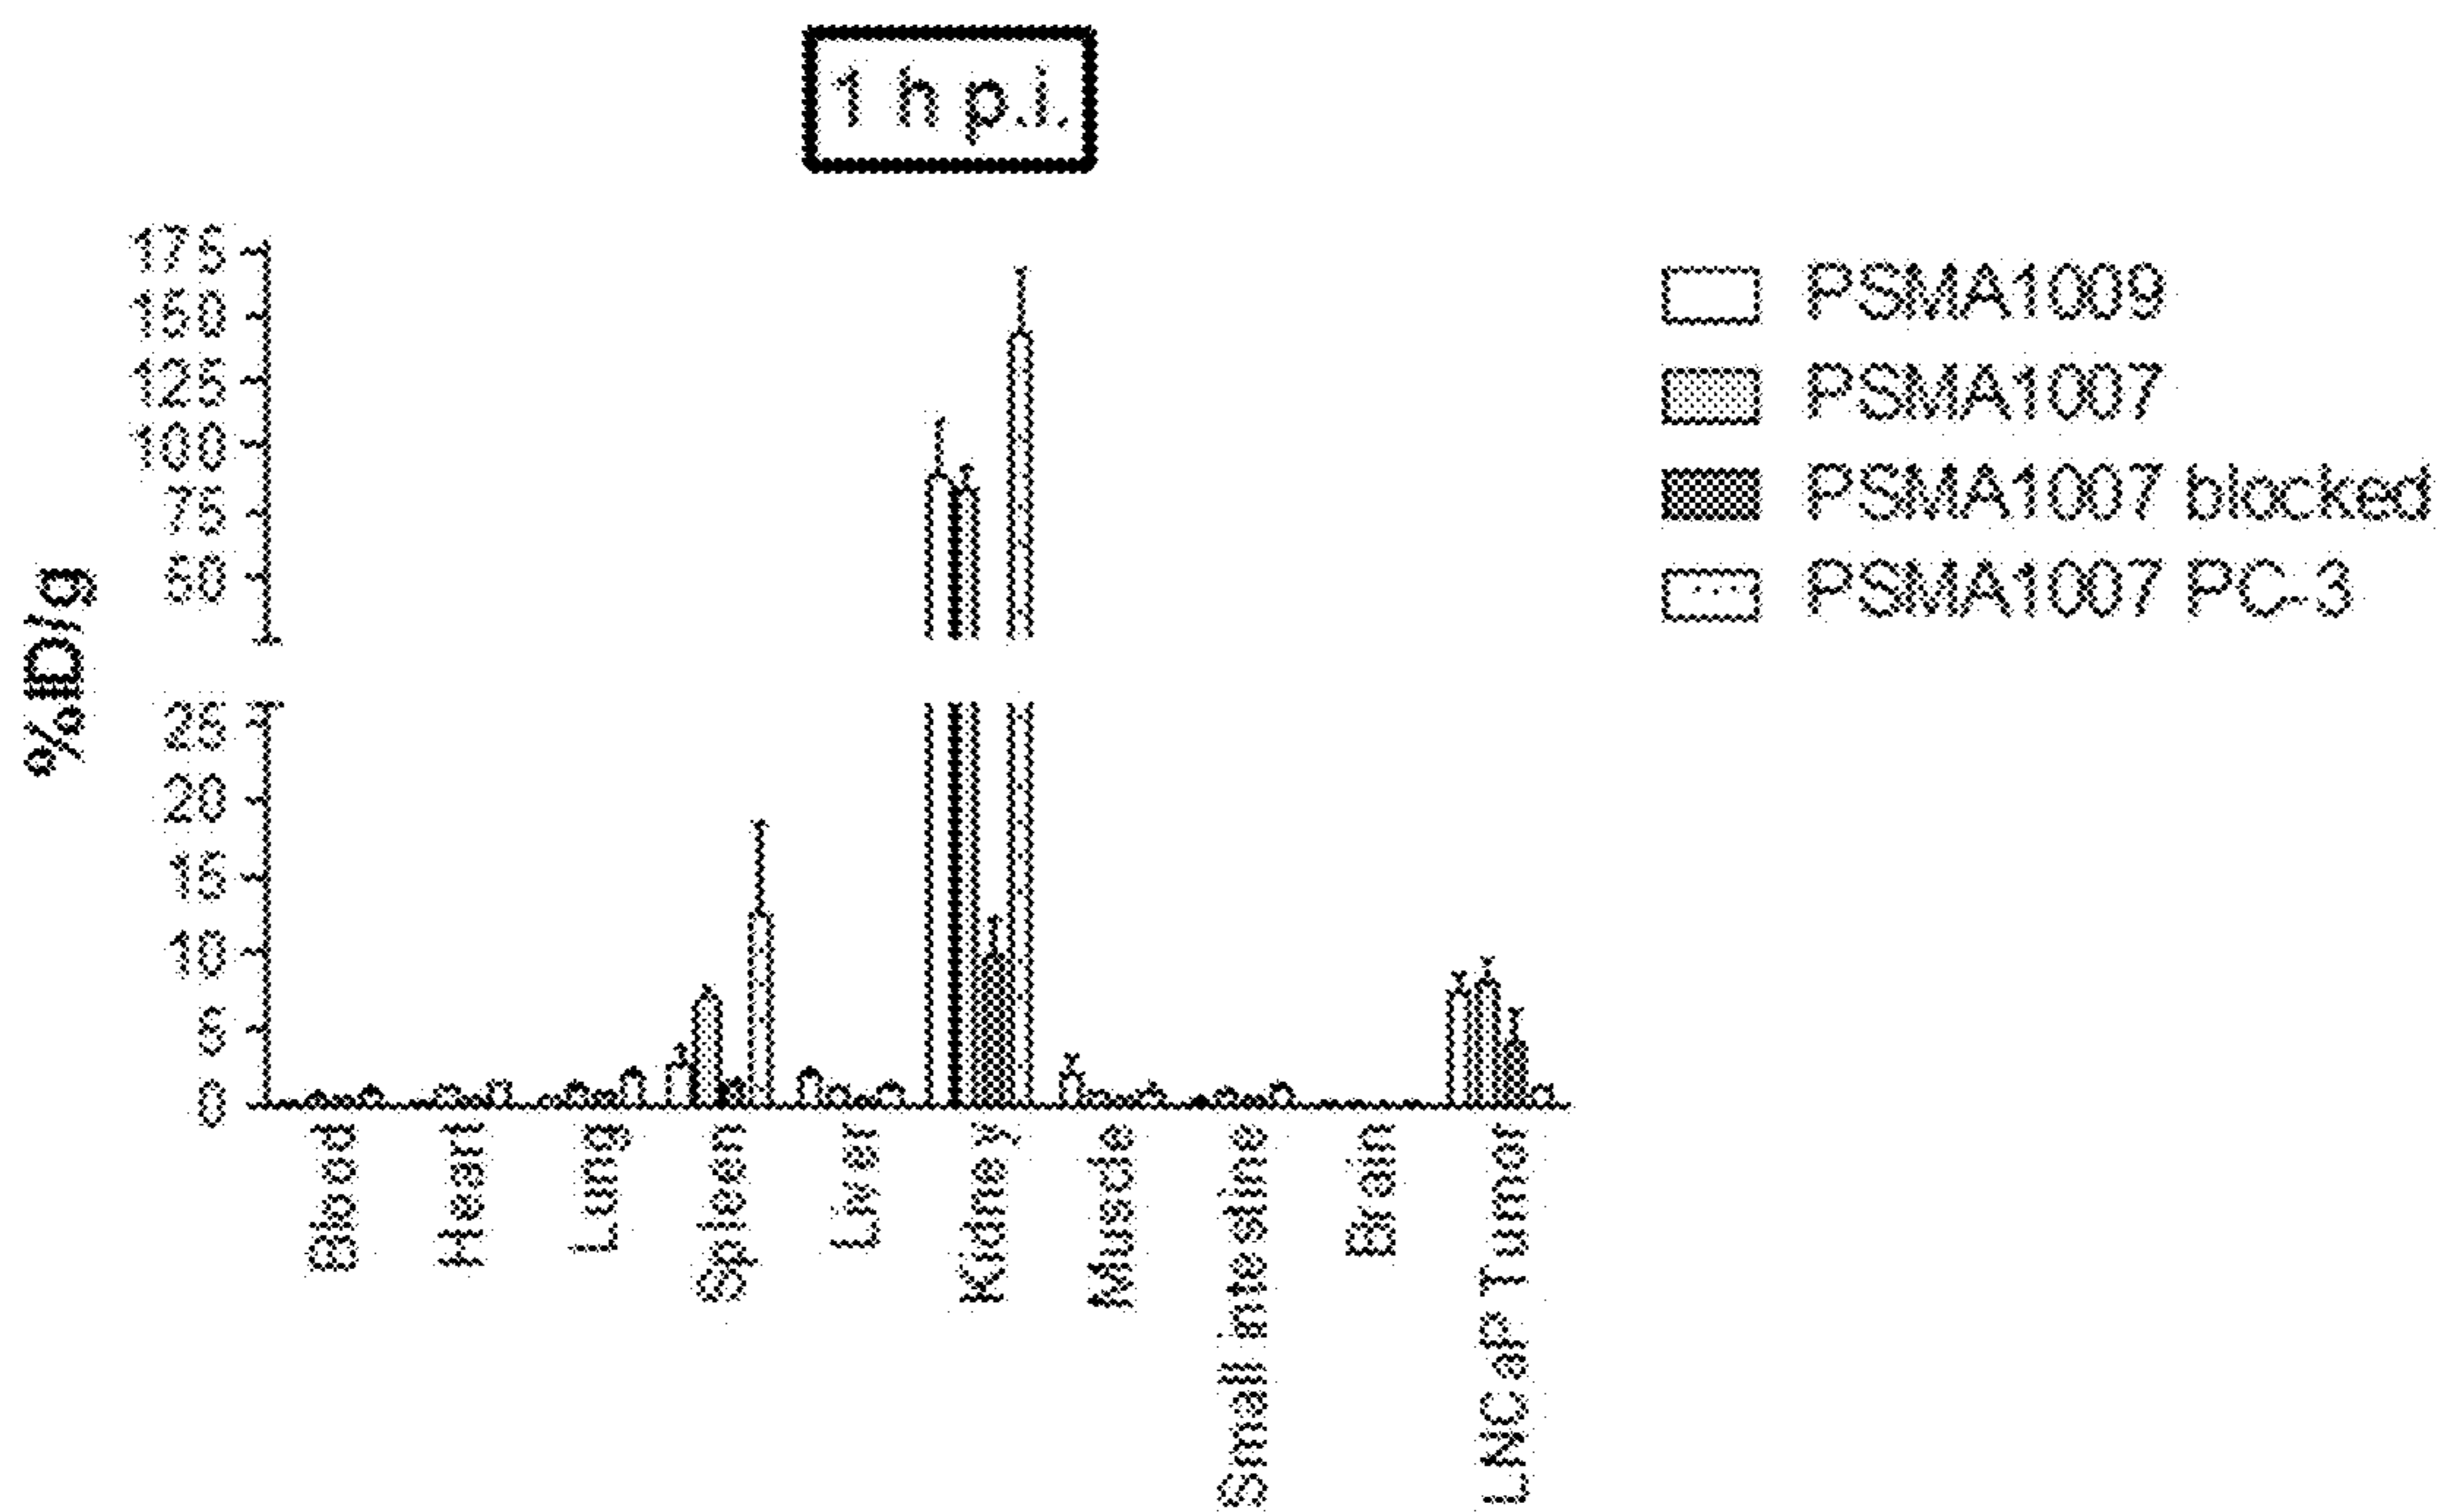 1 h p.i.
175
150
125
100
75
50
25
20
15
10
5
0
%ID/g
PSMA1009
PSMA1007
PSMA1007 blocked
PSMA1007 PC-3
Blood
Heart
Lung
Spleen
Liver
Kidney
Muscle
Small intestine
Brain
LNCaP Tumor